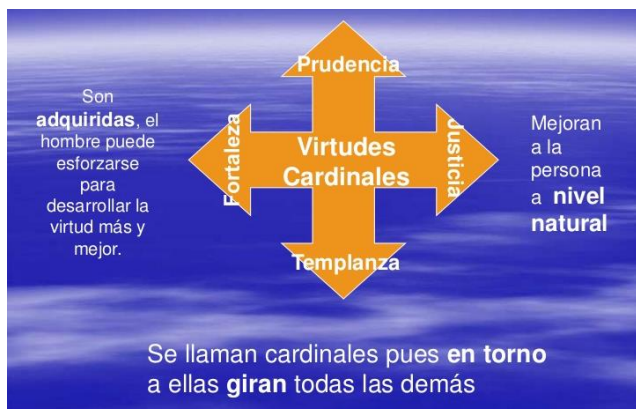 Prudencia
Son
adquiridas, el
hombre puede
esforzarse
para
desarrollar la
virtud más y
mejor.
Fortaleza
Virtudes
Cardinales
Justicia
Mejoran
a la
persona
a nivel
natural
Templanza
Se llaman cardinales pues en torno
a ellas giran todas las demás